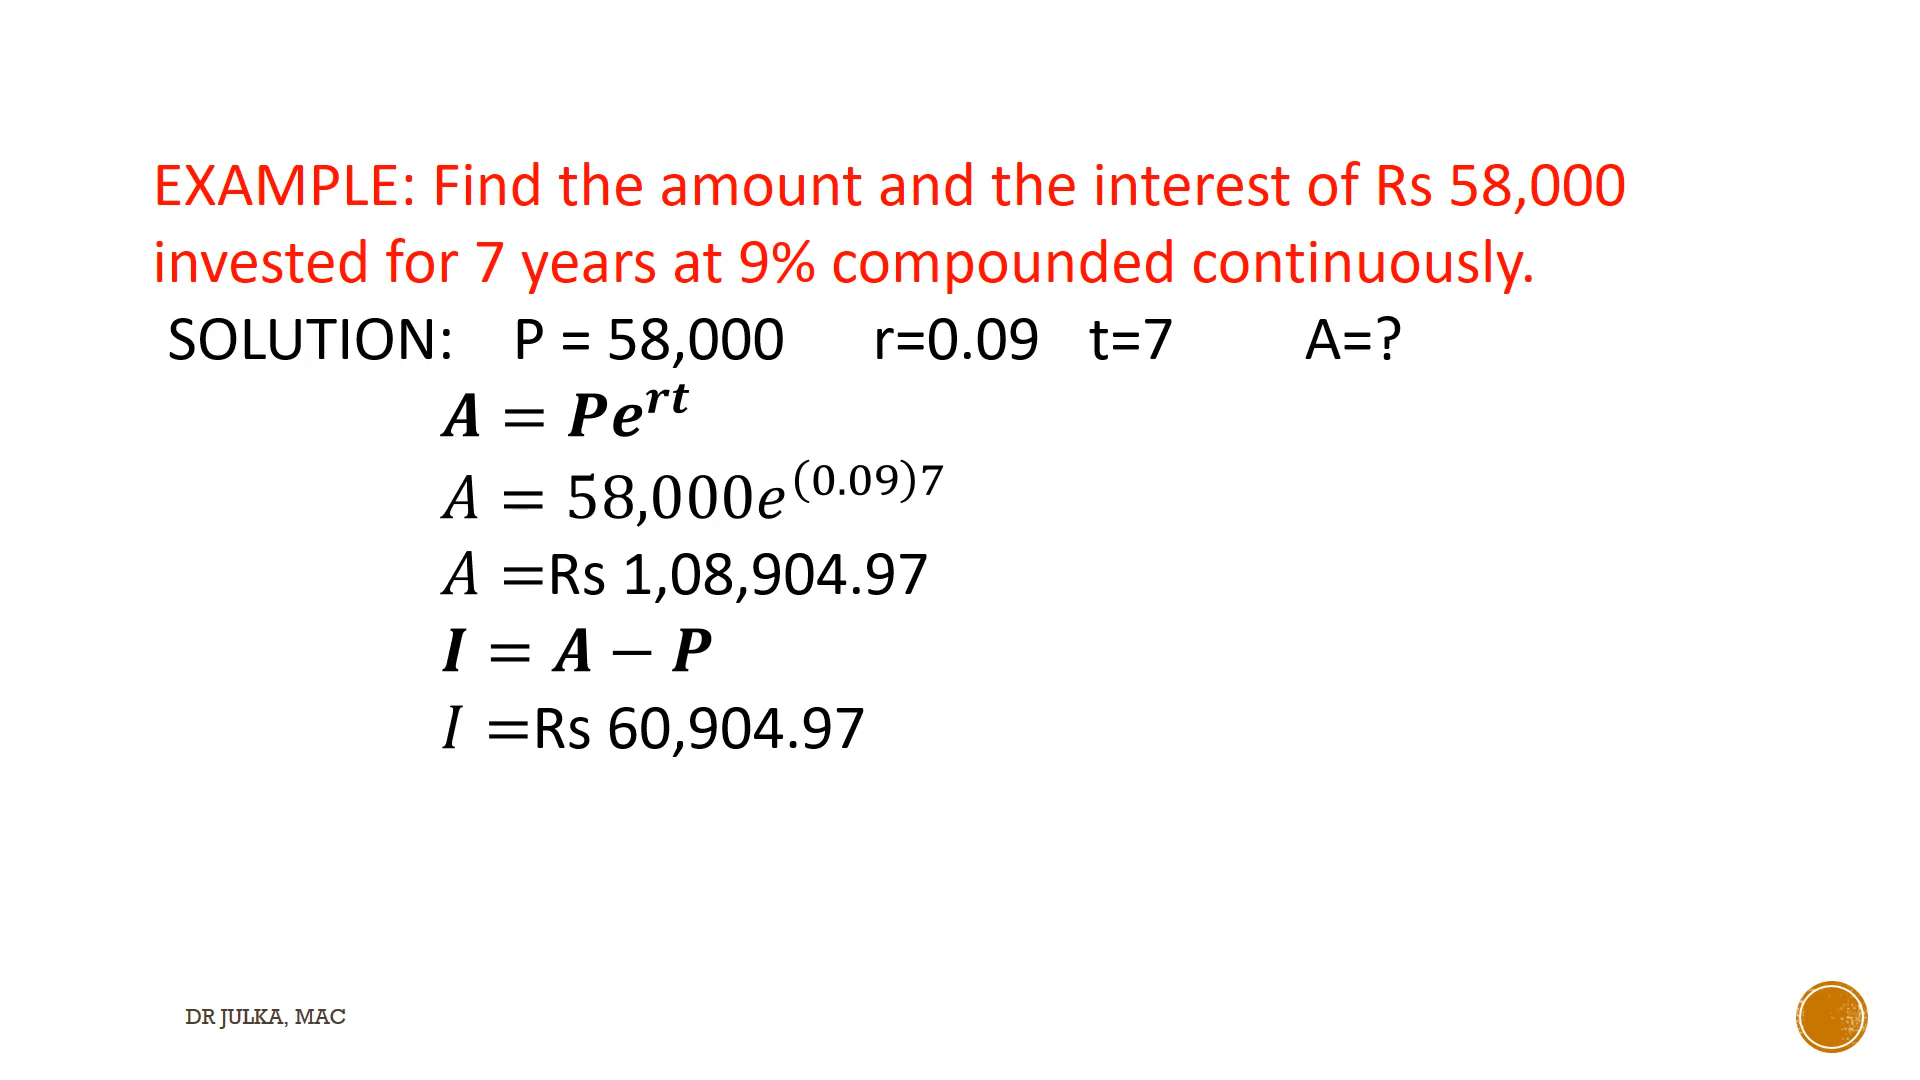 EXAMPLE: Find the amount and the interest of Rs 58,000
invested for 7 years at 9% compounded continuously.
SOLUTION: P = 58,000 r=0.09 t=7 A=?
A = Pe^{rt}
A = 58,000e^{(0.09)7}
A =Rs 1,08,904.97
I = A − P
I =Rs 60,904.97
DR JULKA, MAC